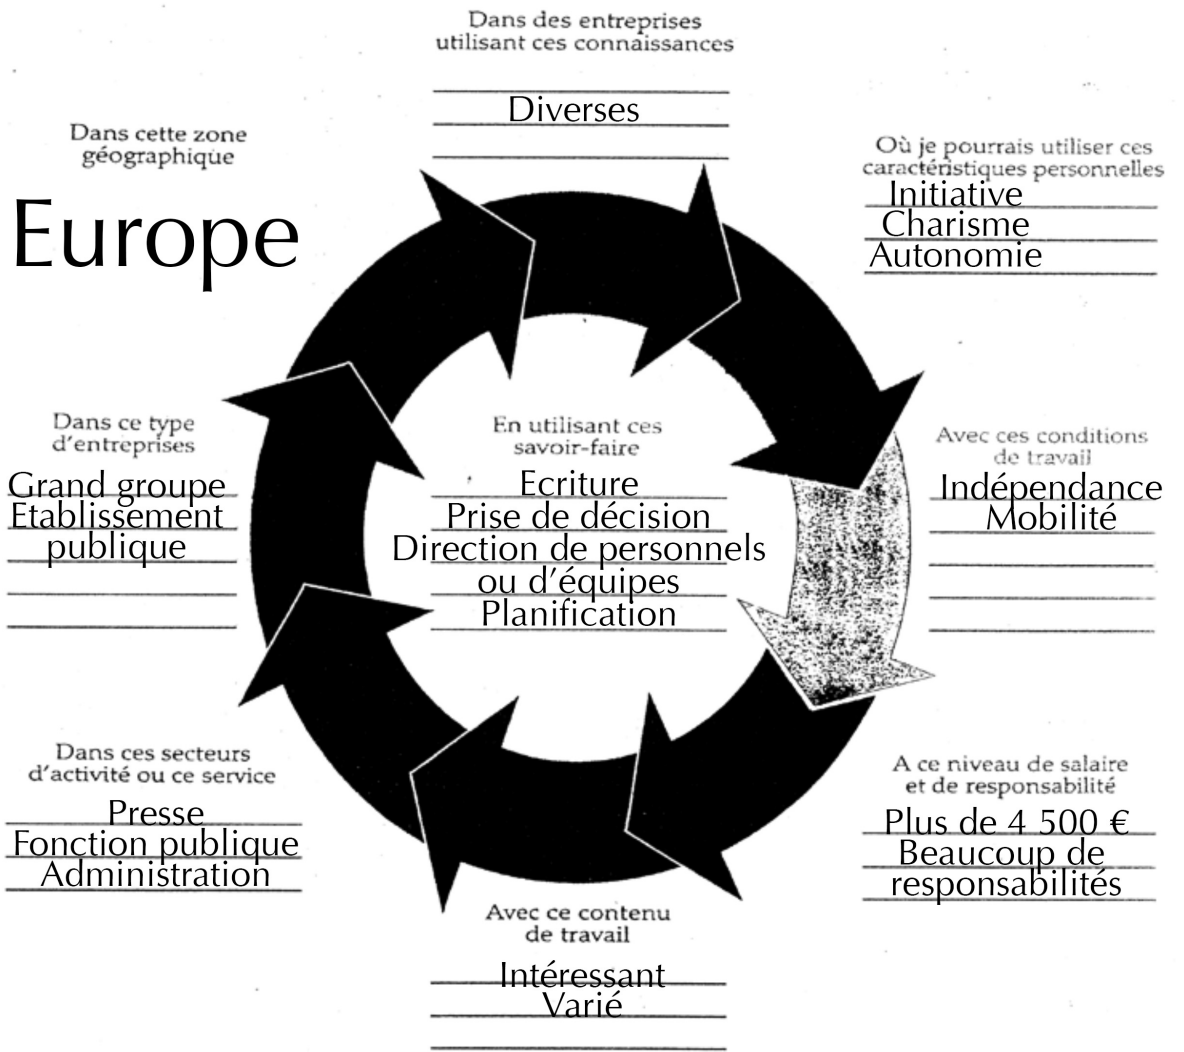 Dans des entreprises
utilisant ces connaissances
Diverses
Dans cette zone
géographique
Europe
Où je pourrais utiliser ces
caractéristiques personnelles
Initiative
Charisme
Autonomie
Dans ce type
d'entreprises
Grand groupe
Etablissement
publique
En utilisant ces
savoir-faire
Ecriture
Prise de décision
Direction de personnels
ou d'équipes
Planification
Avec ces conditions
de travail
Indépendance
Mobilité
Dans ces secteurs
d'activité ou ce service
Presse
Fonction publique
Administration
A ce niveau de salaire
et de responsabilité
Plus de 4 500 €
Beaucoup de
responsabilités
Avec ce contenu
de travail
Intéressant
Varié